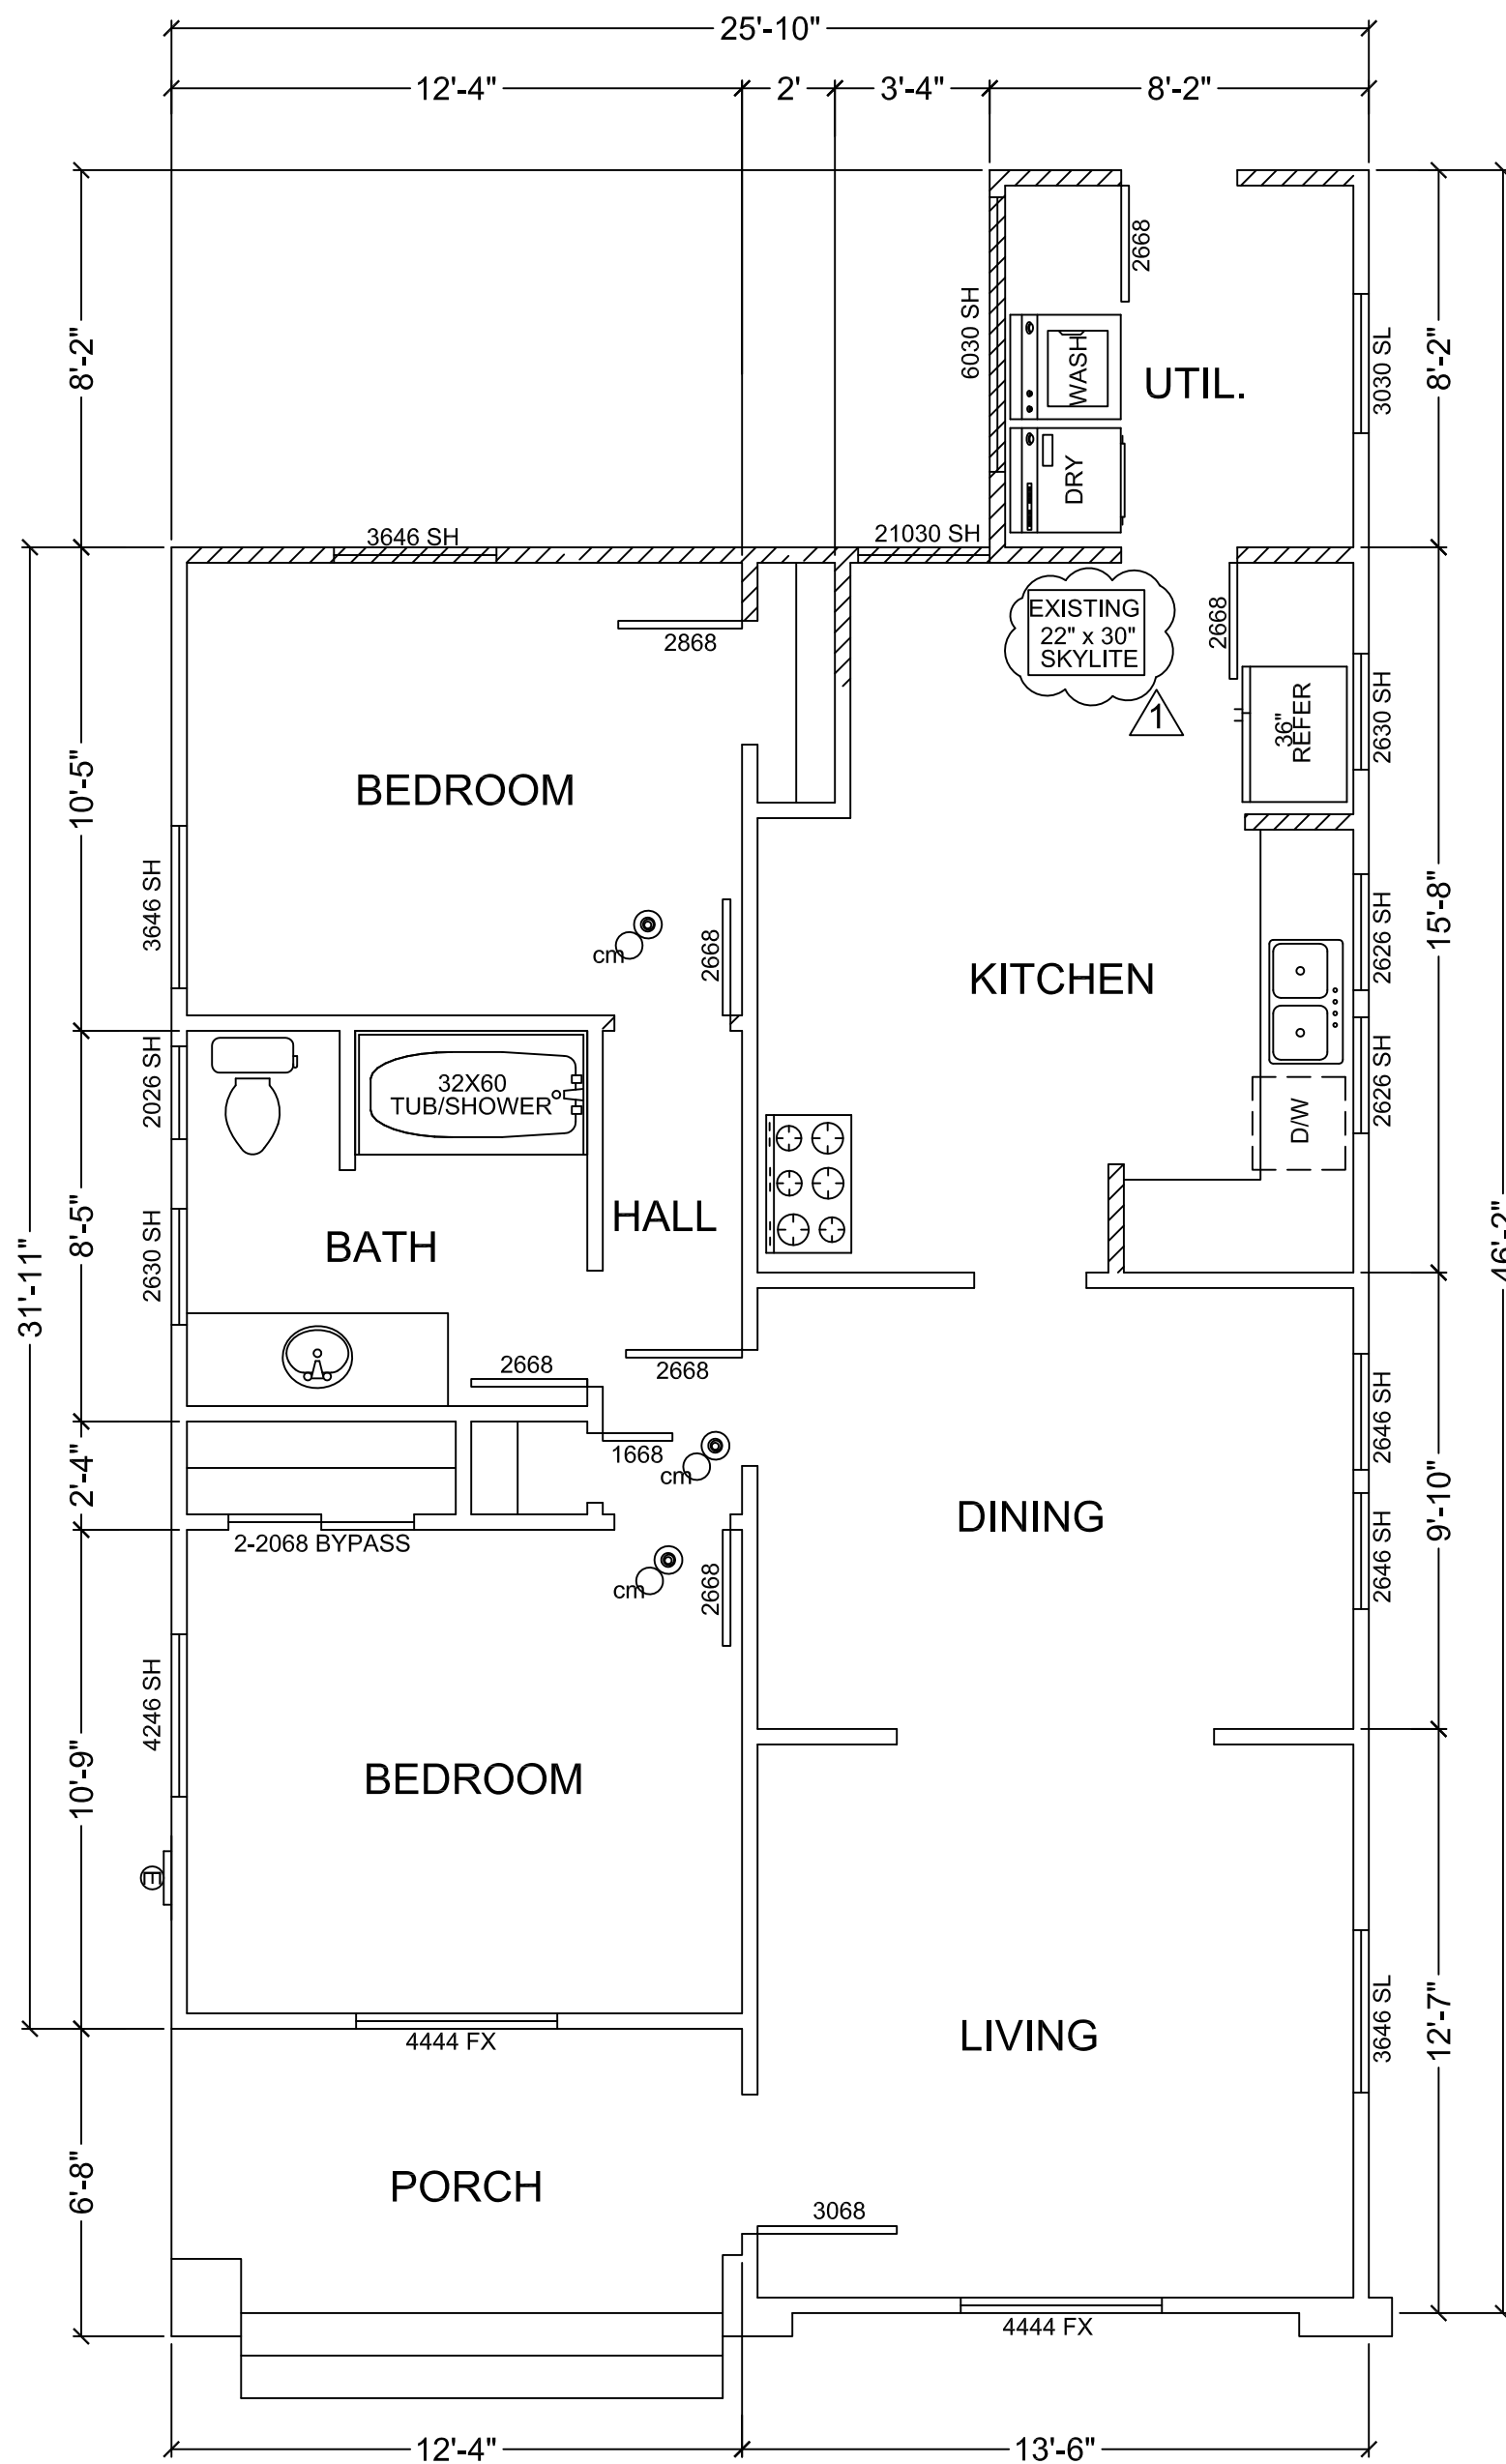 25'-10"
12'-4"
2'
3'-4"
8'-2"
8'-2"
2668
6030 SH
WASH
UTIL.
3030 SL
8'-2"
DRY
3646 SH
21030 SH
EXISTING
22" x 30"
SKYLITE
1
2668
2868
36"
REFER
2630 SH
BEDROOM
10'-5"
3646 SH
cm
2668
KITCHEN
2626 SH
15'-8"
2026 SH
32X60
TUB/SHOWER
2626 SH
D/W
HALL
BATH
2630 SH
8'-5"
31'-11"
46'-2"
2668
2668
2646 SH
1668
cm
2'-4"
DINING
9'-10"
2-2068 BYPASS
cm
2668
2646 SH
4246 SH
BEDROOM
10'-9"
E
4444 FX
LIVING
3646 SL
12'-7"
PORCH
6'-8"
3068
4444 FX
12'-4"
13'-6"